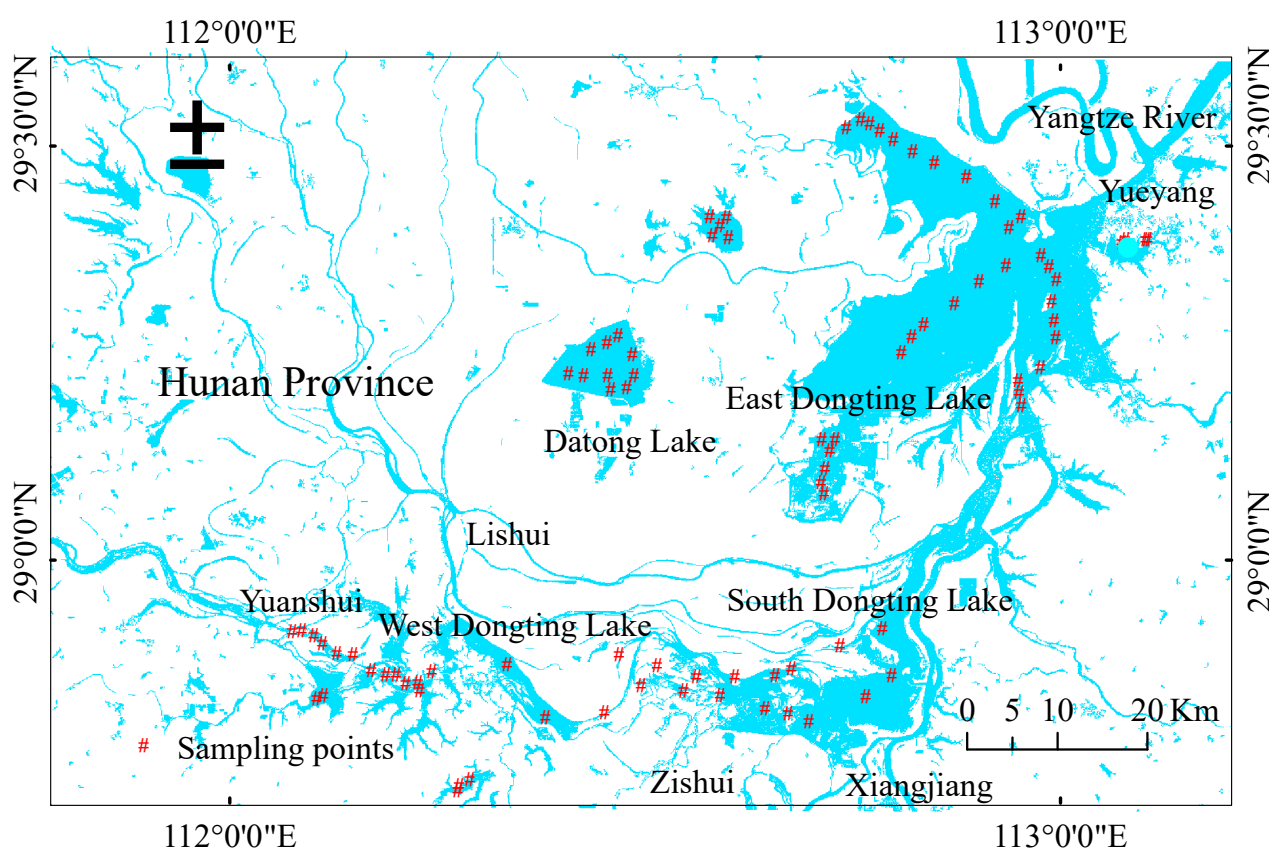 112°0'0"E
113°0'0"E
29°30'0"N
29°30'0"N
Yangtze River
Yueyang
Hunan Province
East Dongting Lake
Datong Lake
Lishui
29°0'0"N
29°0'0"N
Yuanshui
South Dongting Lake
West Dongting Lake
0 5 10 20 Km
# Sampling points
Zishui
Xiangjiang
112°0'0"E
113°0'0"E